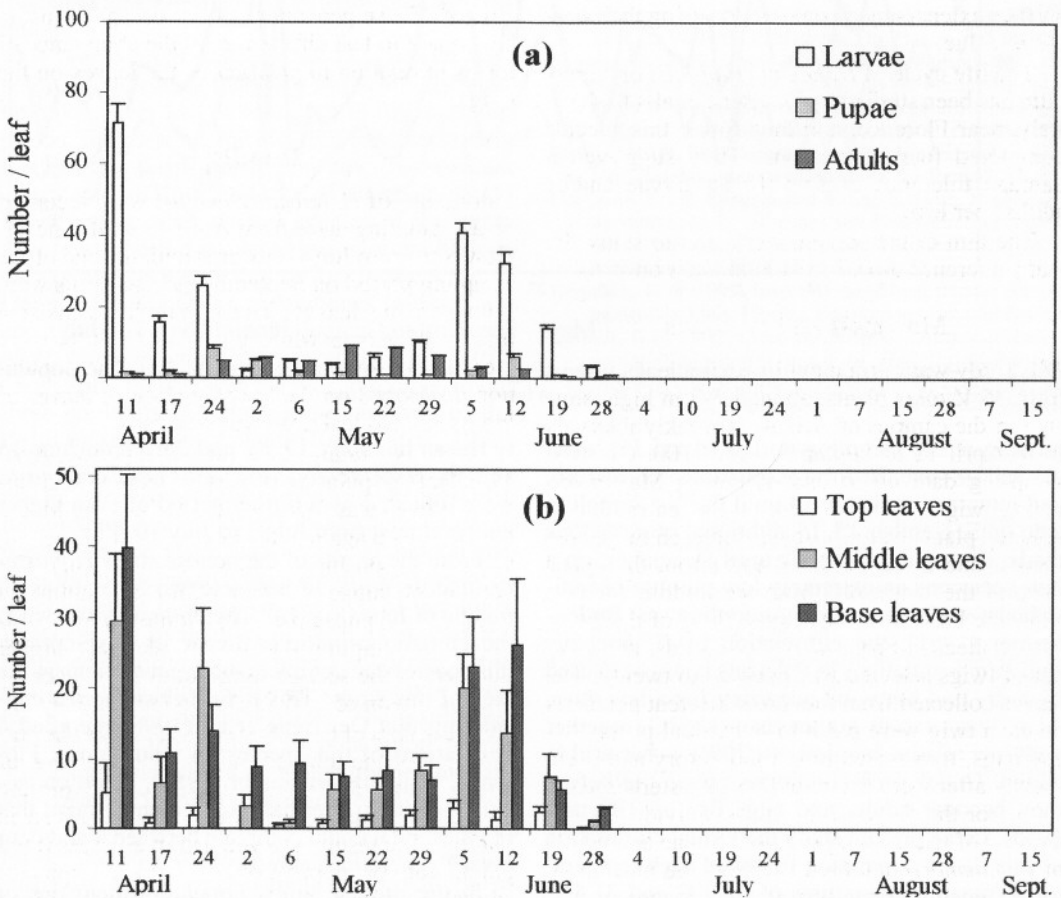 100
80
60
40
20
0
Number / leaf
(a)
Larvae
Pupae
Adults
11 17 24 2 6 15 22 29 5 12 19 28 4 10 19 24 1 7 15 28 7 15
April May June July August Sept.
50
40
30
20
10
0
Number / leaf
(b)
Top leaves
Middle leaves
Base leaves
11 17 24 2 6 15 22 29 5 12 19 28 4 10 19 24 1 7 15 28 7 15
April May June July August Sept.